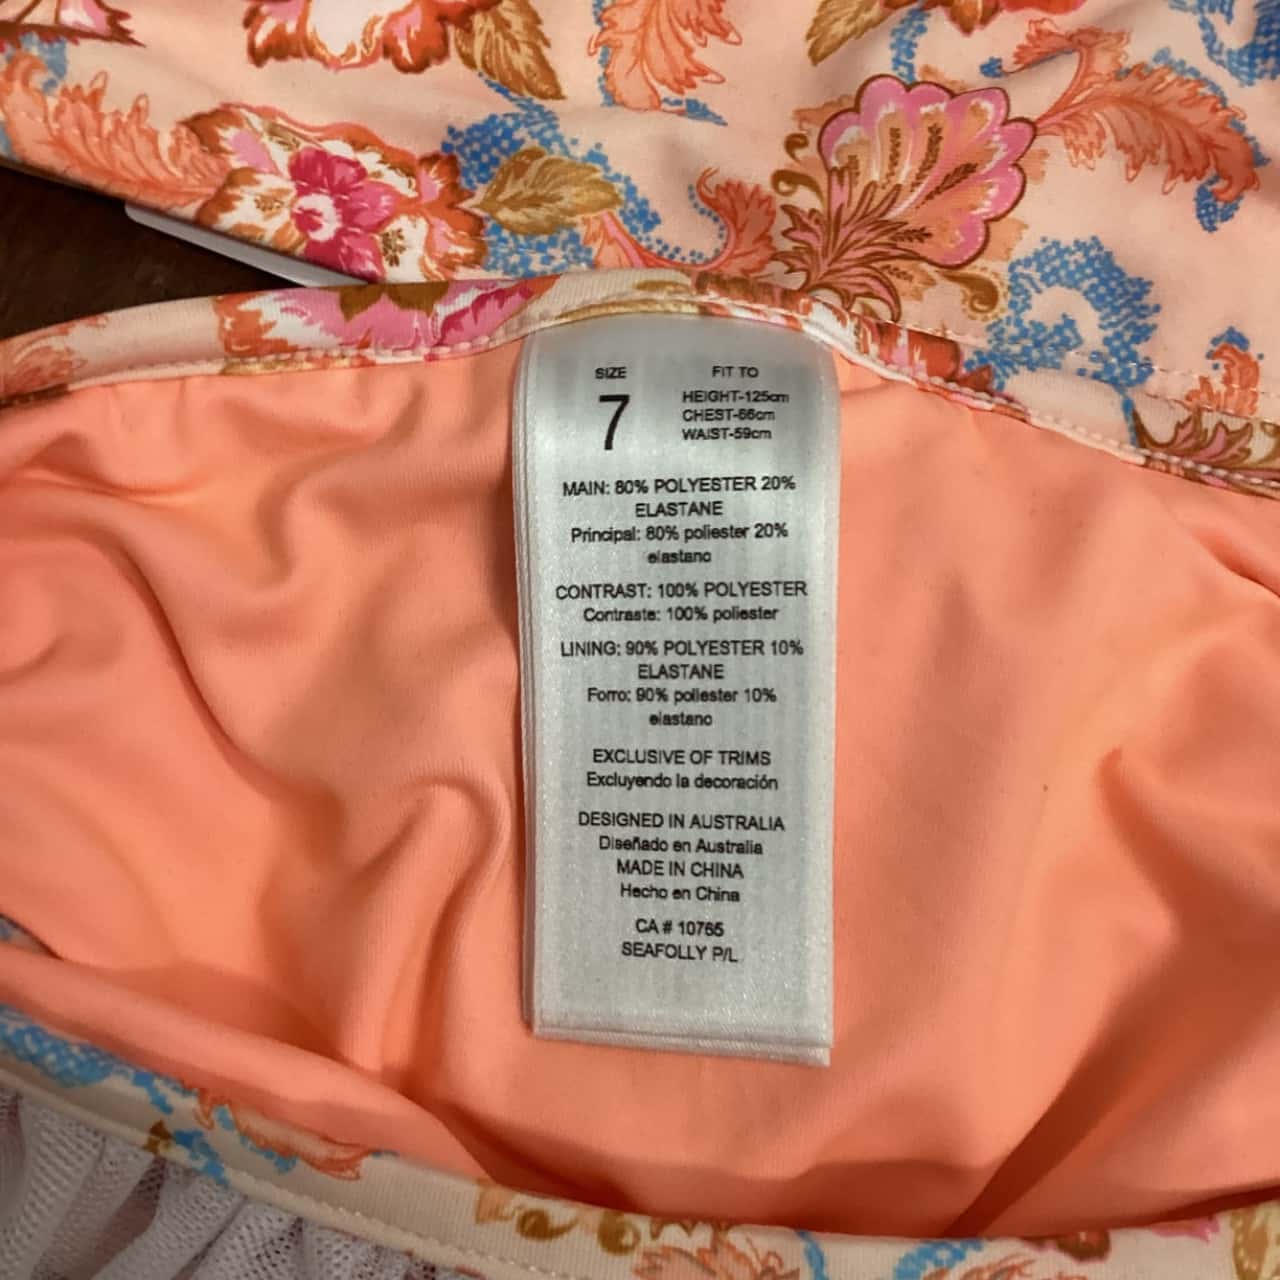 SIZE FIT TO
7
HEIGHT-125cm
CHEST-66cm
WAIST-59cm
MAIN: 80% POLYESTER 20%
ELASTANE
Principal: 80% poliester 20%
elastano
CONTRAST: 100% POLYESTER
Contraste: 100% poliester
LINING: 90% POLYESTER 10%
ELASTANE
Forro: 90% poliester 10%
elastano
EXCLUSIVE OF TRIMS
Excluyendo la decoración
DESIGNED IN AUSTRALIA
Diseñado en Australia
MADE IN CHINA
Hecho en China
CA # 10765
SEAFOLLY P/L